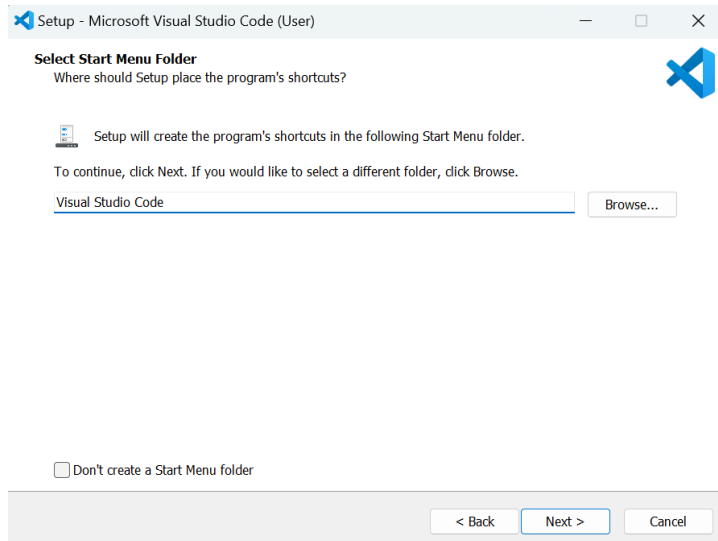 Setup - Microsoft Visual Studio Code (User)
Select Start Menu Folder
Where should Setup place the program's shortcuts?
Setup will create the program's shortcuts in the following Start Menu folder.
To continue, click Next. If you would like to select a different folder, click Browse.
Visual Studio Code
Browse...
Don't create a Start Menu folder
< Back
Next >
Cancel